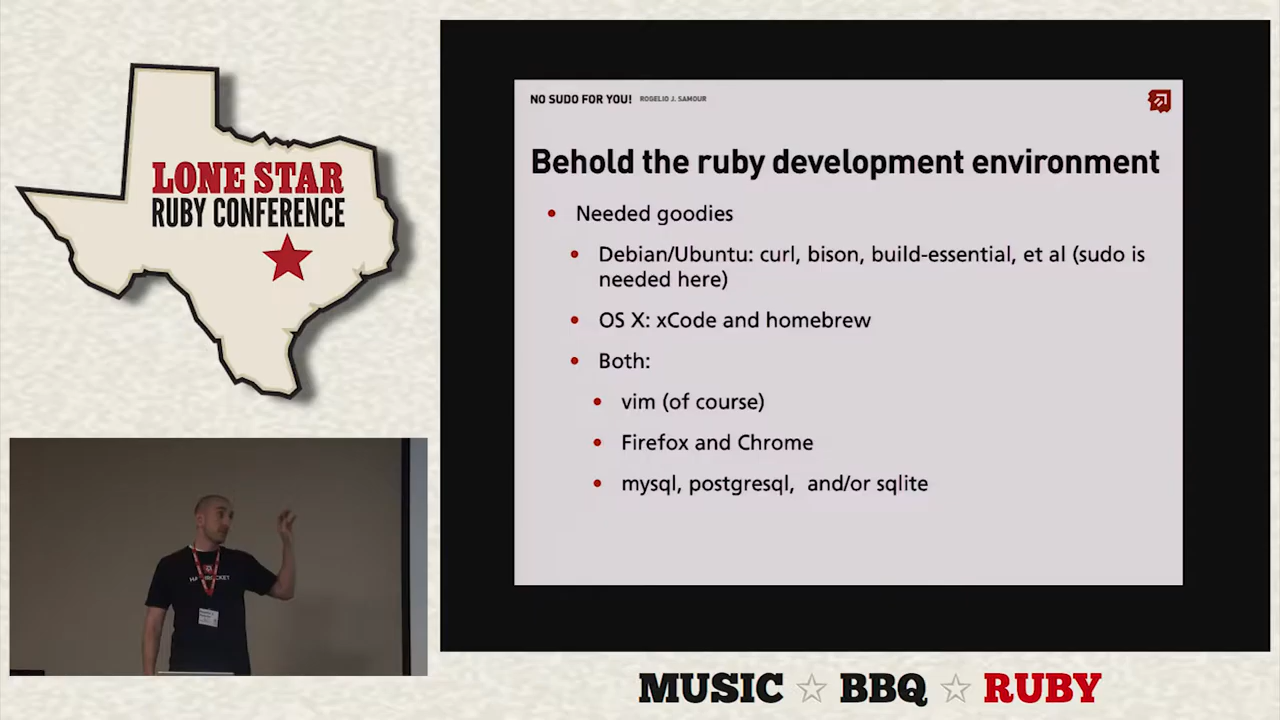 LONE STAR
RUBY CONFERENCE
NO SUDO FOR YOU! ROGELIO J. SAMOUR
Behold the ruby development environment
Needed goodies
Debian/Ubuntu: curl, bison, build-essential, et al (sudo is
needed here)
OS X: xCode and homebrew
Both:
vim (of course)
Firefox and Chrome
mysql, postgresql, and/or sqlite
MUSIC ☆ BBQ ☆ RUBY